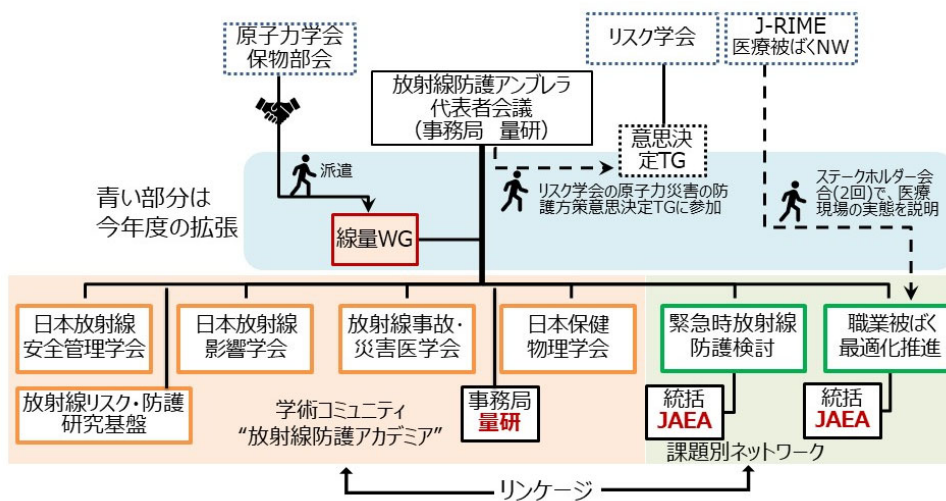 原子力学会
保物部会
リスク学会
J-RIME
医療被ばくNW
放射線防護アンブレラ
代表者会議
(事務局　量研)
意思決
定TG
派遣
青い部分は
今年度の拡張
リスク学会の原子力災害の防
護方策意思決定TGに参加
ステークホルダー会
合(2回)で、医療
現場の実態を説明
線量WG
日本放射線
安全管理学会
日本放射線
影響学会
放射線事故・
災害医学会
日本保健
物理学会
緊急時放射線
防護検討
職業被ばく
最適化推進
放射線リスク・防護
研究基盤
学術コミュニティ
“放射線防護アカデミア”
事務局
量研
統括
JAEA
統括
JAEA
課題別ネットワーク
リンケージ